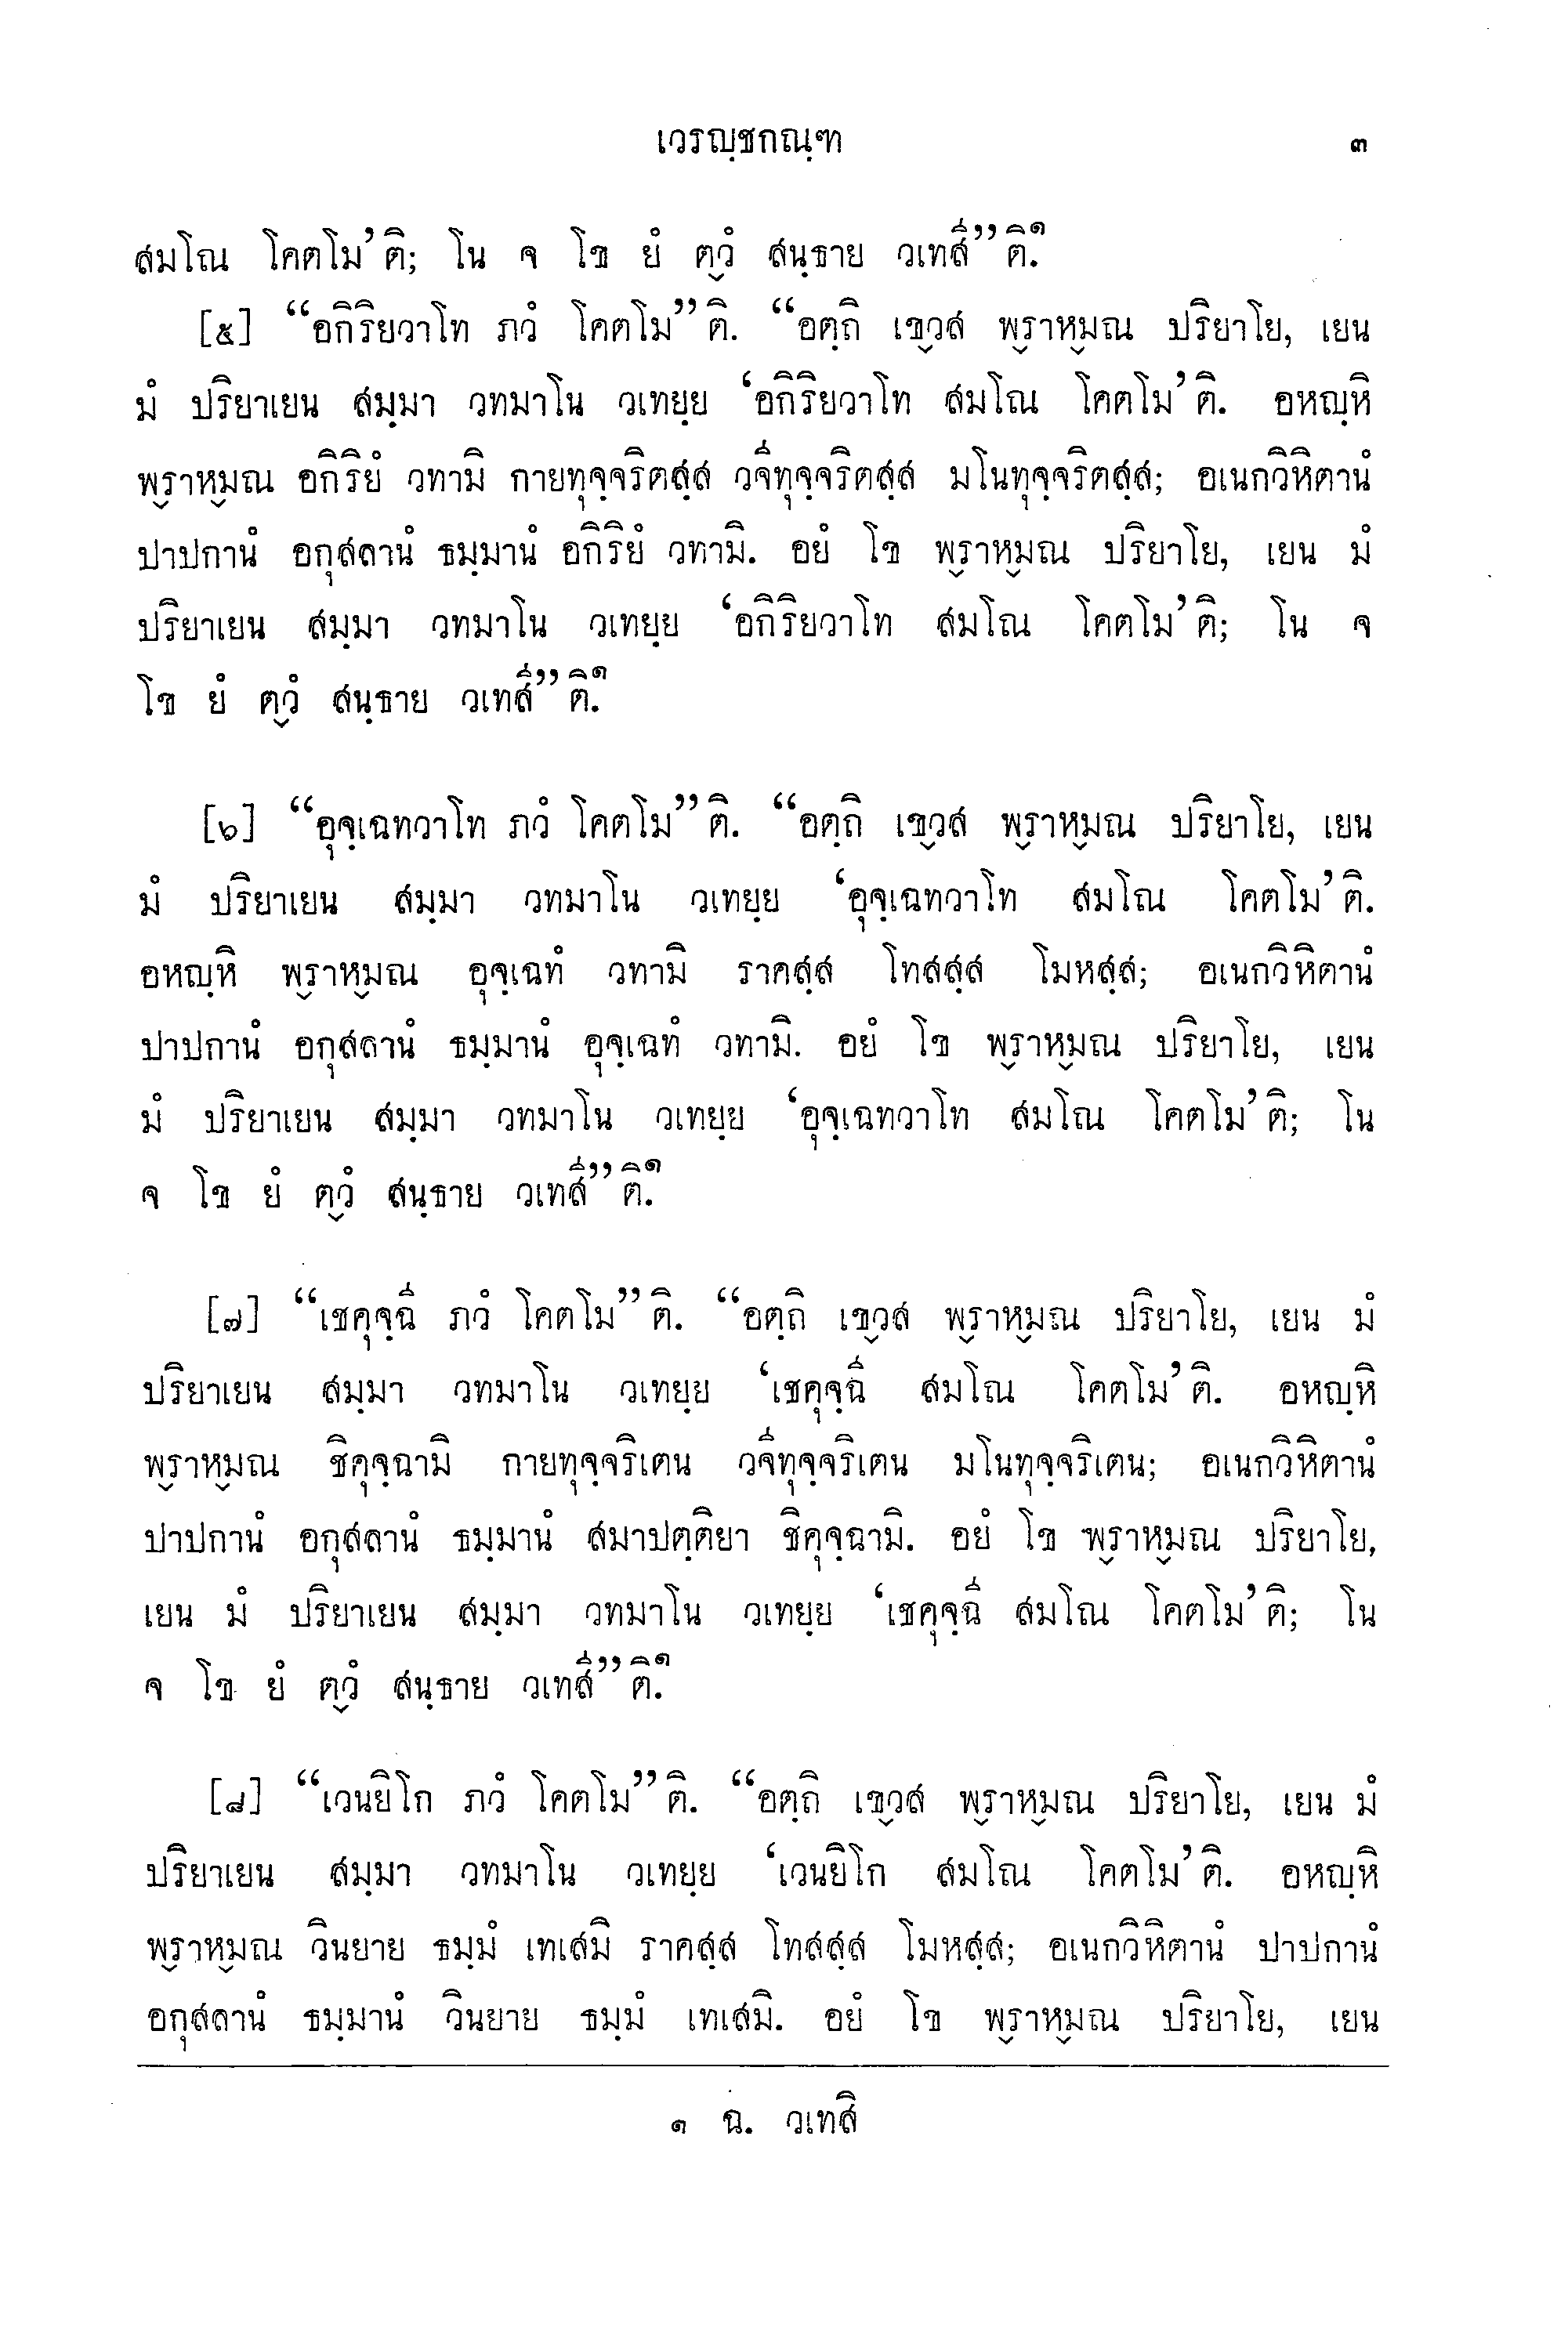 เวรญฺชกณฺฑ ๓
สมโณ โคตโม’ติ; โน จ โข ยํ ตฺวํ สนฺธาย วเทสี”ติ.๑
[๕] “อกิริยวาโท ภวํ โคตโม”ติ. “อตฺถิ เขฺวส พฺราหฺมณ ปริยาโย, เยน
มํ ปริยาเยน สมฺมา วทมาโน วเทยฺย ‘อกิริยวาโท สมโณ โคตโม’ติ. อหญฺหิ
พฺราหฺมณ อกิริยํ วทามิ กายทุจฺจริตสฺส วจีทุจฺจริตสฺส มโนทุจฺจริตสฺส; อเนกวิหิตานํ
ปาปกานํ อกุสลานํ ธมฺมานํ อกิริยํ วทามิ. อยํ โข พฺราหฺมณ ปริยาโย, เยน มํ
ปริยาเยน สมฺมา วทมาโน วเทยฺย ‘อกิริยวาโท สมโณ โคตโม’ติ; โน จ
โข ยํ ตฺวํ สนฺธาย วเทสี”ติ.๑
[๖] “อุจฺเฉทวาโท ภวํ โคตโม”ติ. “อตฺถิ เขฺวส พฺราหฺมณ ปริยาโย, เยน
มํ ปริยาเยน สมฺมา วทมาโน วเทยฺย ‘อุจฺเฉทวาโท สมโณ โคตโม’ติ.
อหญฺหิ พฺราหฺมณ อุจฺเฉทํ วทามิ ราคสฺส โทสสฺส โมหสฺส; อเนกวิหิตานํ
ปาปกานํ อกุสลานํ ธมฺมานํ อุจฺเฉทํ วทามิ. อยํ โข พฺราหฺมณ ปริยาโย, เยน
มํ ปริยาเยน สมฺมา วทมาโน วเทยฺย ‘อุจฺเฉทวาโท สมโณ โคตโม’ติ; โน
จ โข ยํ ตฺวํ สนฺธาย วเทสี”ติ.๑
[๗] “เชคุจฺฉี ภวํ โคตโม”ติ. “อตฺถิ เขฺวส พฺราหฺมณ ปริยาโย, เยน มํ
ปริยาเยน สมฺมา วทมาโน วเทยฺย ‘เชคุจฺฉี สมโณ โคตโม’ติ. อหญฺหิ
พฺราหฺมณ ชิคุจฺฉามิ กายทุจฺจริเตน วจีทุจฺจริเตน มโนทุจฺจริเตน; อเนกวิหิตานํ
ปาปกานํ อกุสลานํ ธมฺมานํ สมาปตฺติยา ชิคุจฺฉามิ. อยํ โข พฺราหฺมณ ปริยาโย,
เยน มํ ปริยาเยน สมฺมา วทมาโน วเทยฺย ‘เชคุจฺฉี สมโณ โคตโม’ติ; โน
จ โข ยํ ตฺวํ สนฺธาย วเทสี”ติ.๑
[๘] “เวนยิโก ภวํ โคตโม”ติ. “อตฺถิ เขฺวส พฺราหฺมณ ปริยาโย, เยน มํ
ปริยาเยน สมฺมา วทมาโน วเทยฺย ‘เวนยิโก สมโณ โคตโม’ติ. อหญฺหิ
พฺราหฺมณ วินยาย ธมฺมํ เทเสมิ ราคสฺส โทสสฺส โมหสฺส; อเนกวิหิตานํ ปาปกานํ
อกุสลานํ ธมฺมานํ วินยาย ธมฺมํ เทเสมิ. อยํ โข พฺราหฺมณ ปริยาโย, เยน
๑ ฉ. วเทสิ